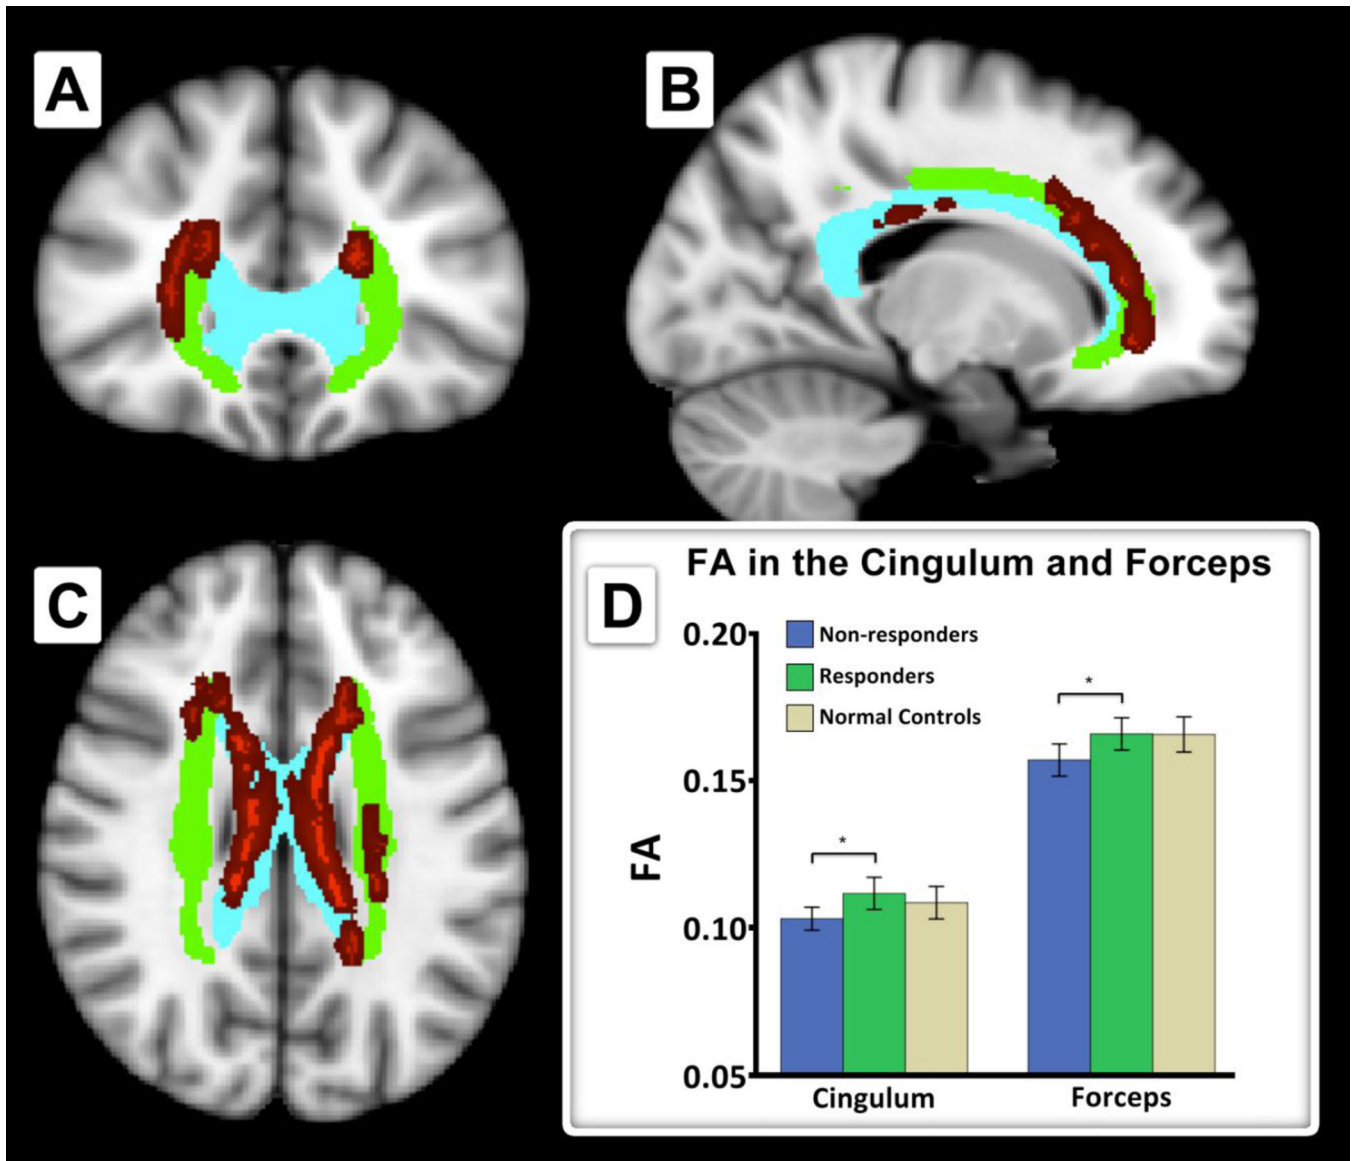 A
B
C
D
FA in the Cingulum and Forceps
0.20
Non-responders
Responders
Normal Controls
*
0.15
FA
*
0.10
0.05
Cingulum Forceps